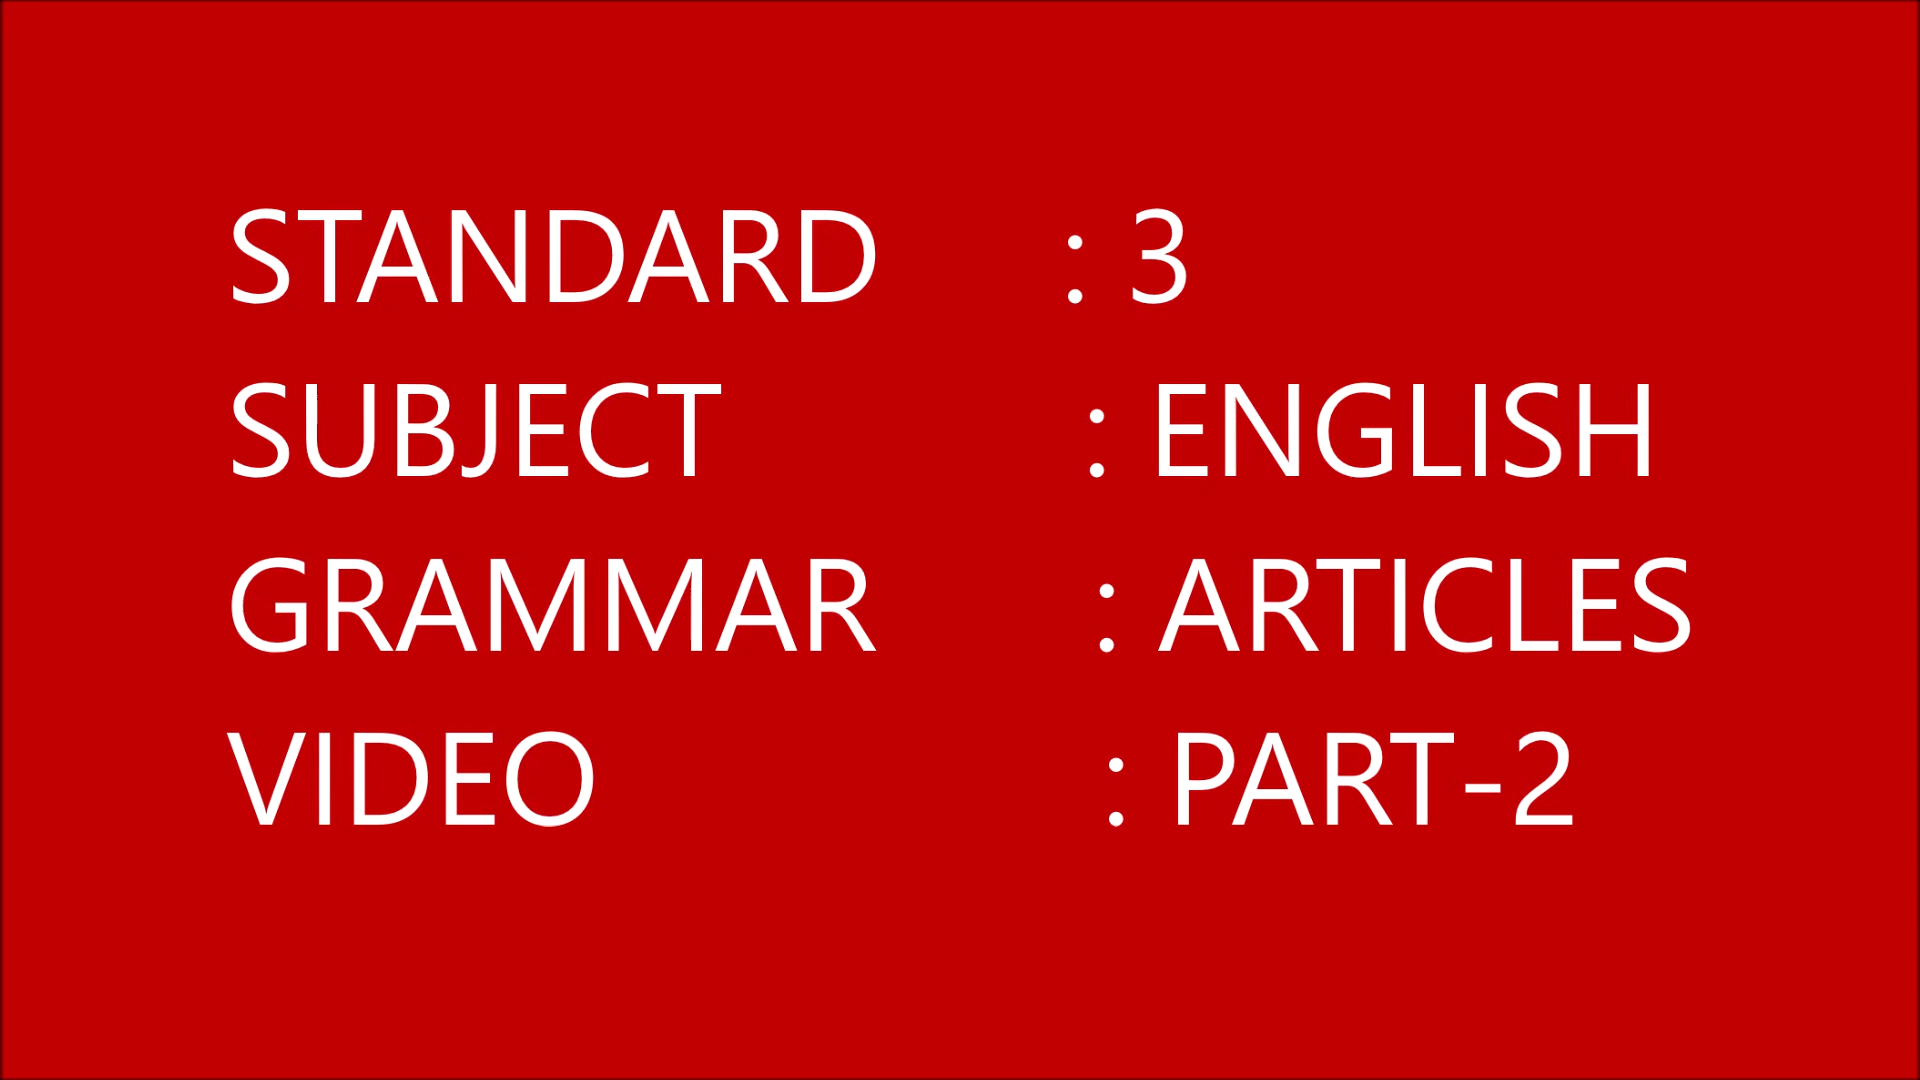 STANDARD : 3
SUBJECT : ENGLISH
GRAMMAR : ARTICLES
VIDEO : PART-2